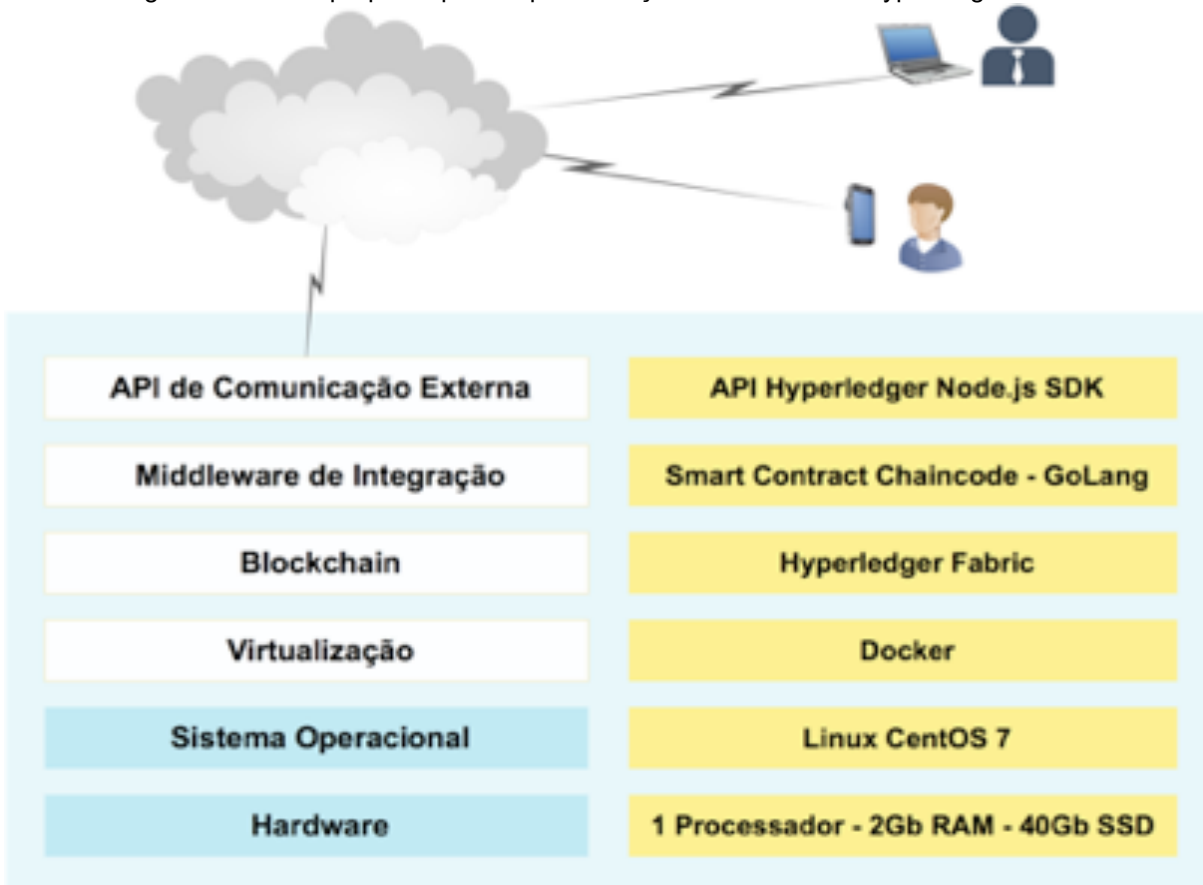 API de Comunicação Externa
API Hyperledger Node.js SDK
Middleware de Integração
Smart Contract Chaincode - GoLang
Blockchain
Hyperledger Fabric
Virtualização
Docker
Sistema Operacional
Linux CentOS 7
Hardware
1 Processador - 2Gb RAM - 40Gb SSD